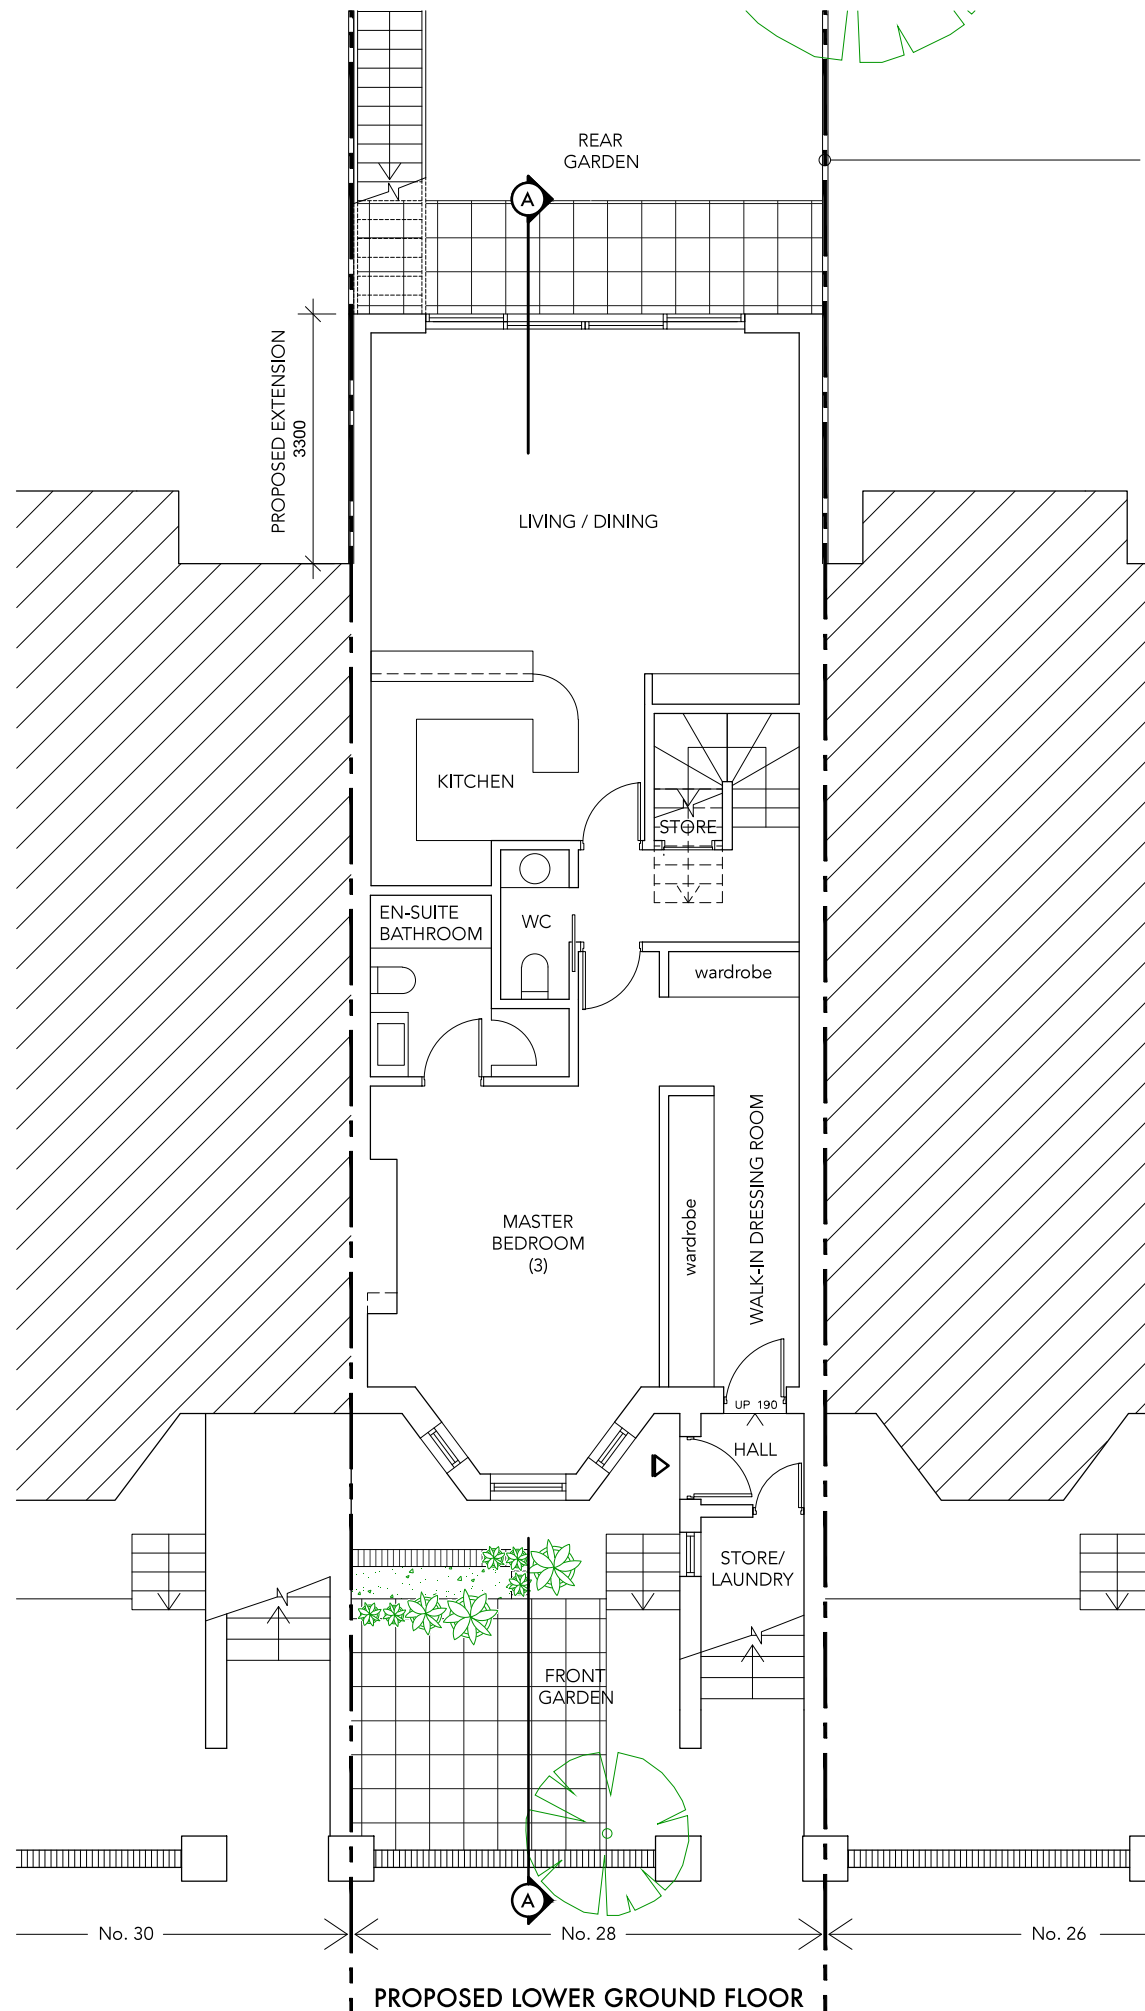 REAR
GARDEN
A
PROPOSED EXTENSION
3300
LIVING / DINING
KITCHEN
STORE
EN-SUITE
BATHROOM
WC
wardrobe
WALK-IN DRESSING ROOM
wardrobe
MASTER
BEDROOM
(3)
UP 190
HALL
STORE/
LAUNDRY
FRONT
GARDEN
A
No. 30
No. 28
No. 26
PROPOSED LOWER GROUND FLOOR